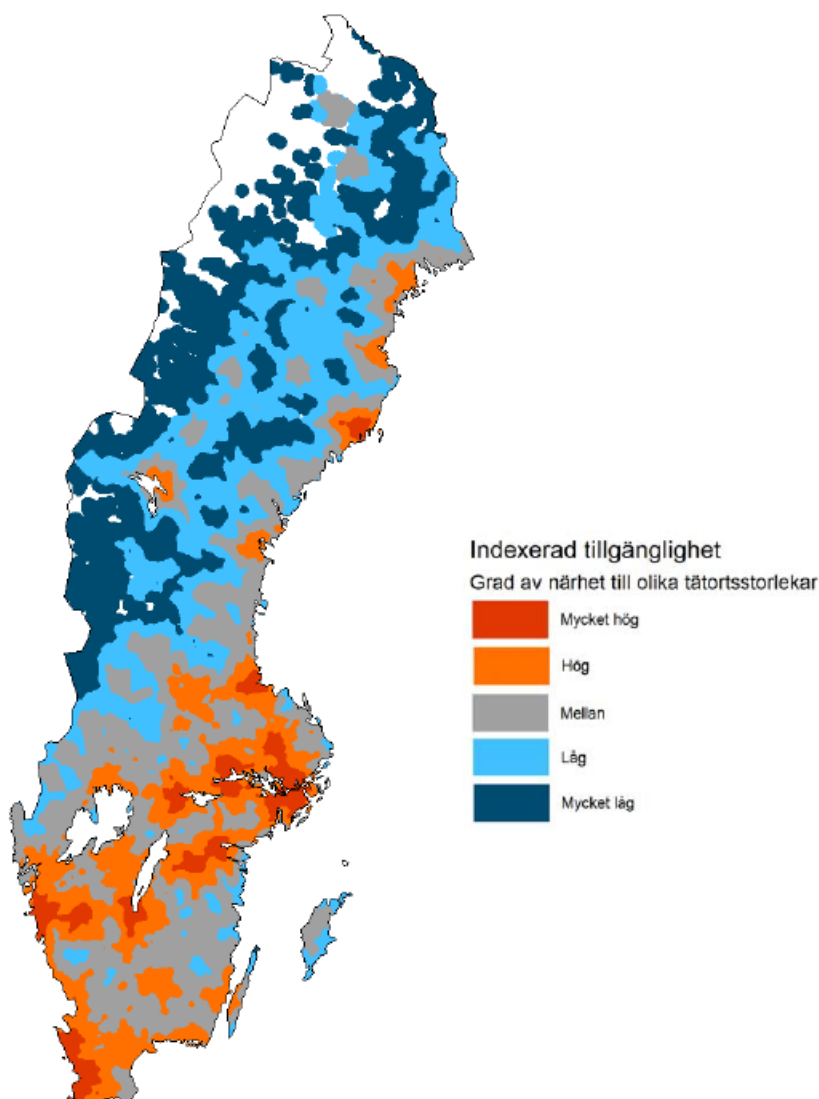 Indexerad tillgänglighet
Grad av närhet till olika tätortsstorlekar
Mycket hög
Hög
Mellan
Låg
Mycket låg